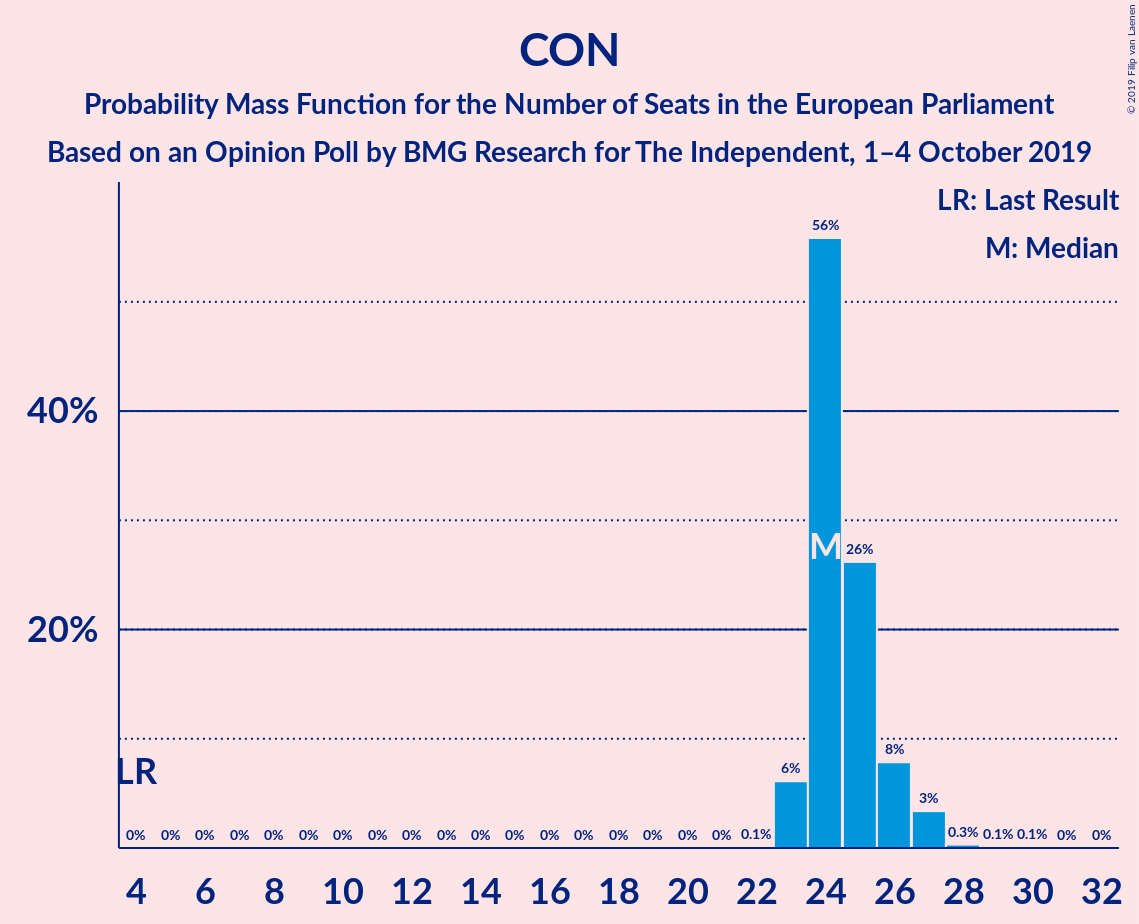 CON
Probability Mass Function for the Number of Seats in the European Parliament
Based on an Opinion Poll by BMG Research for The Independent, 1–4 October 2019
© 2019 Filip van Laenen
LR: Last Result
M: Median
56%
40%
M
26%
20%
LR
8%
6%
3%
0% 0% 0% 0% 0% 0% 0% 0% 0% 0% 0% 0% 0% 0% 0% 0% 0% 0% 0.1% 0.3% 0.1% 0.1% 0% 0%
4 6 8 10 12 14 16 18 20 22 24 26 28 30 32